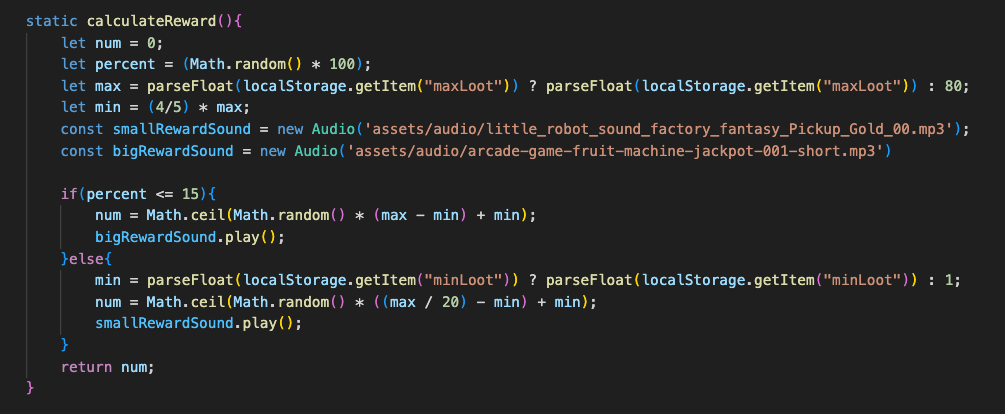 static calculateReward(){
let num = 0;
let percent = (Math.random() * 100);
let max = parseFloat(localStorage.getItem("maxLoot")) ? parseFloat(localStorage.getItem("maxLoot")) : 80;
let min = (4/5) * max;
const smallRewardSound = new Audio('assets/audio/little_robot_sound_factory_fantasy_Pickup_Gold_00.mp3');
const bigRewardSound = new Audio('assets/audio/arcade-game-fruit-machine-jackpot-001-short.mp3')
if(percent <= 15){
num = Math.ceil(Math.random() * (max - min) + min);
bigRewardSound.play();
}else{
min = parseFloat(localStorage.getItem("minLoot")) ? parseFloat(localStorage.getItem("minLoot")) : 1;
num = Math.ceil(Math.random() * ((max / 20) - min) + min);
smallRewardSound.play();
}
return num;
}